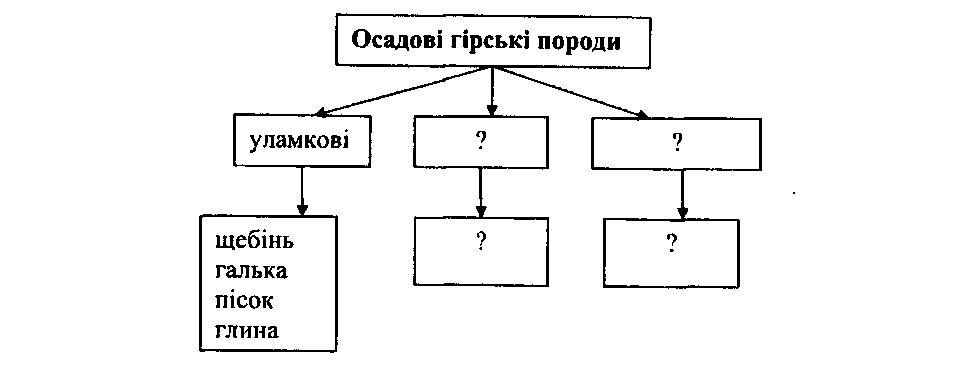 Осадові гірські породи
уламкові
?
?
щебінь
галька
пісок
глина
?
?